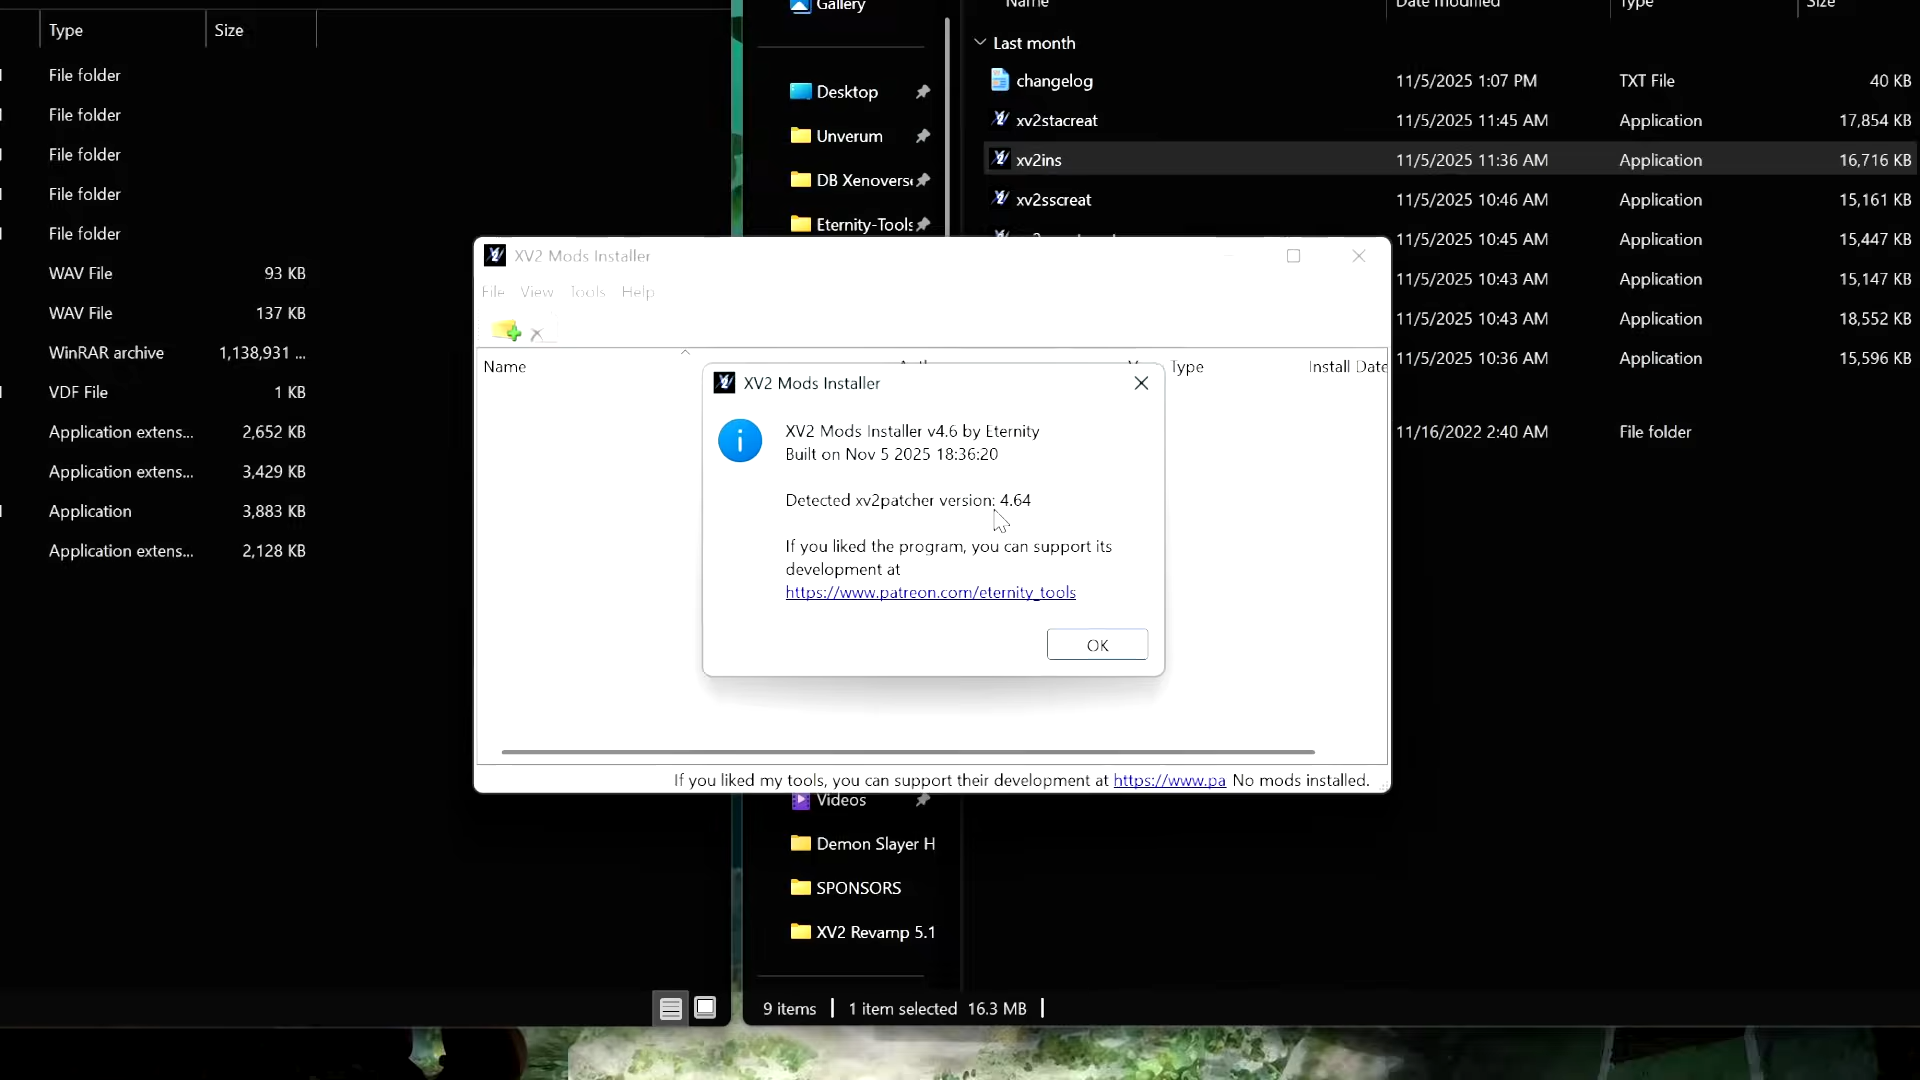 Type Size
File folder
File folder
File folder
File folder
File folder
WAV File 93 KB
WAV File 137 KB
WinRAR archive 1,138,931 ...
VDF File 1 KB
Application extens... 2,652 KB
Application extens... 3,429 KB
Application 3,883 KB
Application extens... 2,128 KB
Gallery
Desktop
Unverum
DB Xenovers
Eternity-Tools
Videos
Demon Slayer H
SPONSORS
XV2 Revamp 5.1
9 items 1 item selected 16.3 MB
Name Date modified Type Size
Last month
changelog 11/5/2025 1:07 PM TXT File 40 KB
xv2stacreat 11/5/2025 11:45 AM Application 17,854 KB
xv2ins 11/5/2025 11:36 AM Application 16,716 KB
xv2sscreat 11/5/2025 10:46 AM Application 15,161 KB
11/5/2025 10:45 AM Application 15,447 KB
11/5/2025 10:43 AM Application 15,147 KB
11/5/2025 10:43 AM Application 18,552 KB
11/5/2025 10:36 AM Application 15,596 KB
11/16/2022 2:40 AM File folder
XV2 Mods Installer
File View Tools Help
Name Type Install Date
XV2 Mods Installer
XV2 Mods Installer v4.6 by Eternity
Built on Nov 5 2025 18:36:20
Detected xv2patcher version: 4.64
If you liked the program, you can support its
development at
https://www.patreon.com/eternity_tools
OK
If you liked my tools, you can support their development at https://www.pa No mods installed.